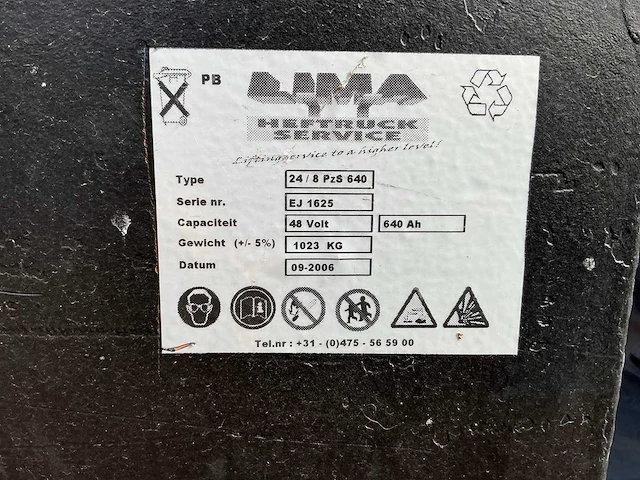 PB
LIMA
HEFTRUCK
SERVICE
Liftingservice to a higher level!
Type 24 / 8 PzS 640
Serie nr. EJ 1625
Capaciteit 48 Volt 640 Ah
Gewicht (+/- 5%) 1023 KG
Datum 09-2006
Tel.nr : +31 - (0)475 - 56 59 00